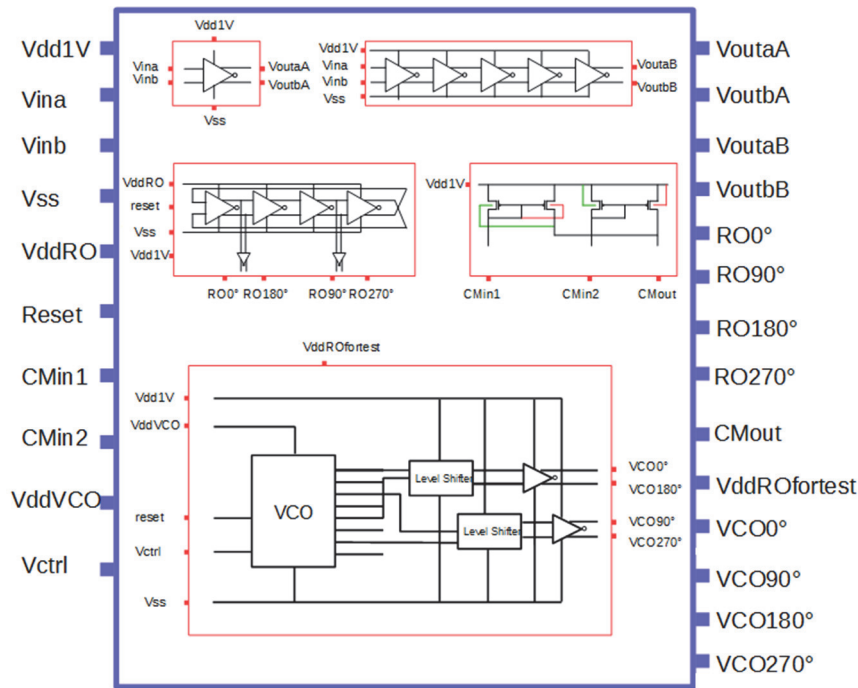 Vdd1V
Vina
Vinb
Vss
VddRO
Reset
CMin1
CMin2
VddVCO
Vctrl
Vdd1V
Vina
Vinb
VoutaA
VoutbA
Vss
Vdd1V
Vina
Vinb
Vss
VoutaB
VoutbB
VddRO
reset
Vss
Vdd1V
RO0° RO180° RO90° RO270°
Vdd1V
CMin1 CMin2 CMout
VddROfortest
Vdd1V
VddVCO
reset
Vctrl
Vss
VCO
Level Shifter
Level Shifter
VCO0°
VCO180°
VCO90°
VCO270°
VoutaA
VoutbA
VoutaB
VoutbB
RO0°
RO90°
RO180°
RO270°
CMout
VddROfortest
VCO0°
VCO90°
VCO180°
VCO270°